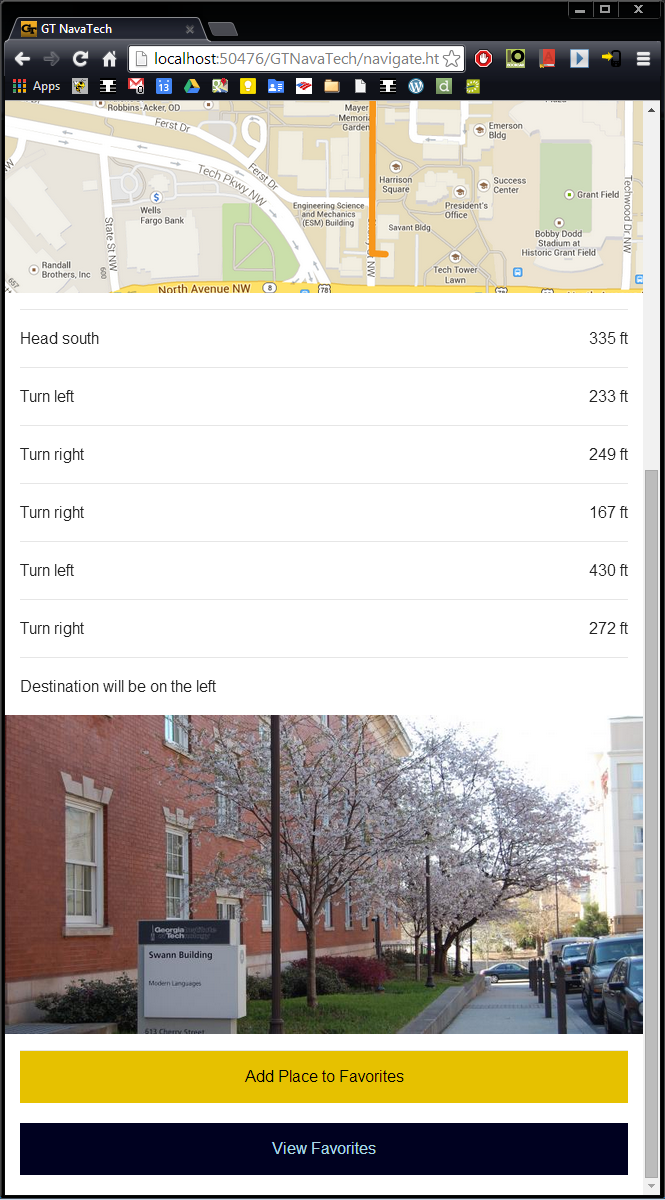 GT NavaTech
localhost:50476/GTNavaTech/navigate.ht
Apps
13
Robbins-Acker, OD
Ferst Dr
Ferst Dr
Tech Pkwy NW
Mayer
Memorial
Garden
Emerson
Bldg
Harrison
Square
Success
Center
Grant Field
Techwood Dr NW
Wells
Fargo Bank
Engineering Science
and Mechanics
(ESM) Building
President's
Office
Savant Bldg
Bobby Dodd
Stadium at
Historic Grant Field
State St NW
Randall
Brothers, Inc
Tech Tower
Lawn
North Avenue NW
8
78
Head south 335 ft
Turn left 233 ft
Turn right 249 ft
Turn right 167 ft
Turn left 430 ft
Turn right 272 ft
Destination will be on the left
Georgia Institute
of Technology
Swann Building
Modern Languages
613 Cherry Street
Add Place to Favorites
View Favorites